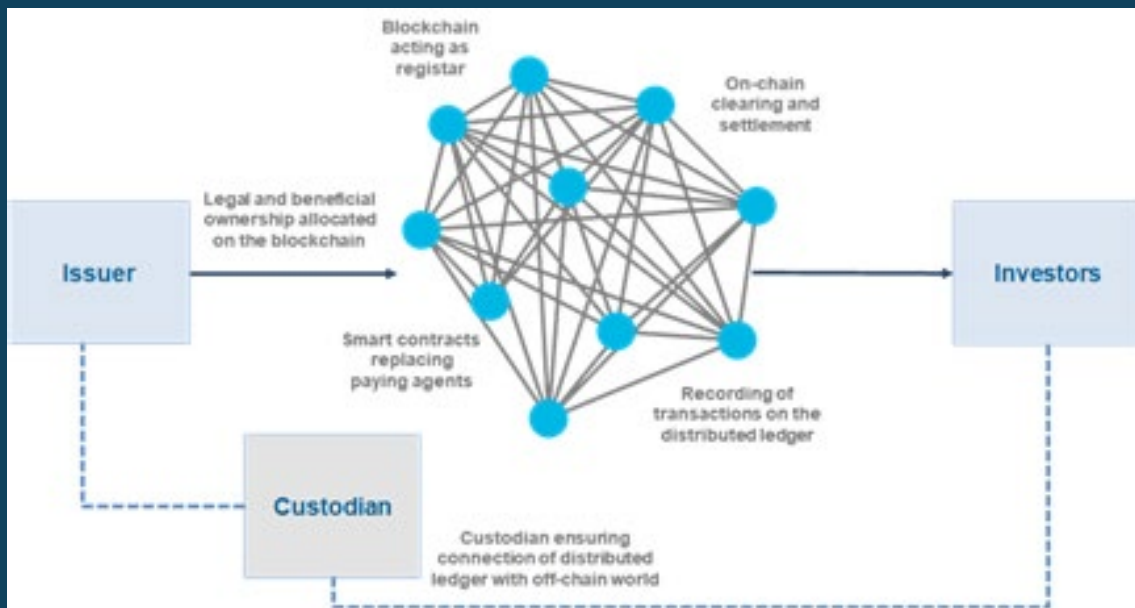 Blockchain
acting as
registar
On-chain
clearing and
settlement
Legal and beneficial
ownership allocated
on the blockchain
Issuer
Investors
Smart contracts
replacing
paying agents
Recording of
transactions on the
distributed ledger
Custodian
Custodian ensuring
connection of distributed
ledger with off-chain world